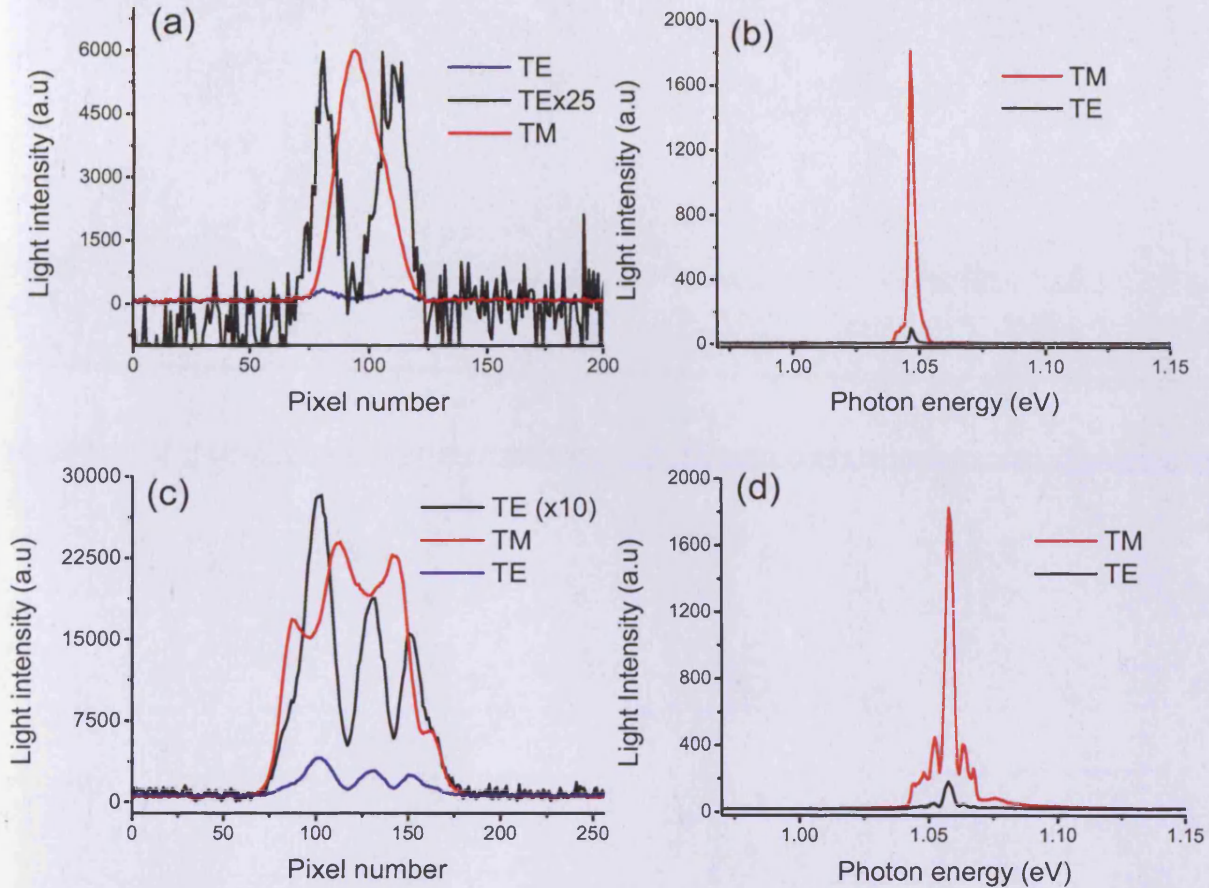 (a)
6000
4500
3000
1500
0
Light intensity (a.u)
TE
TEx25
TM
0
50
100
150
200
Pixel number
(b)
2000
1600
1200
800
400
0
Light intensity (a.u)
TM
TE
1.00
1.05
1.10
1.15
Photon energy (eV)
(c)
30000
22500
15000
7500
0
Light Intensity (a.u)
TE (x10)
TM
TE
0
50
100
150
200
250
Pixel number
(d)
2000
1600
1200
800
400
0
Light Intensity (a.u)
TM
TE
1.00
1.05
1.10
1.15
Photon energy (eV)